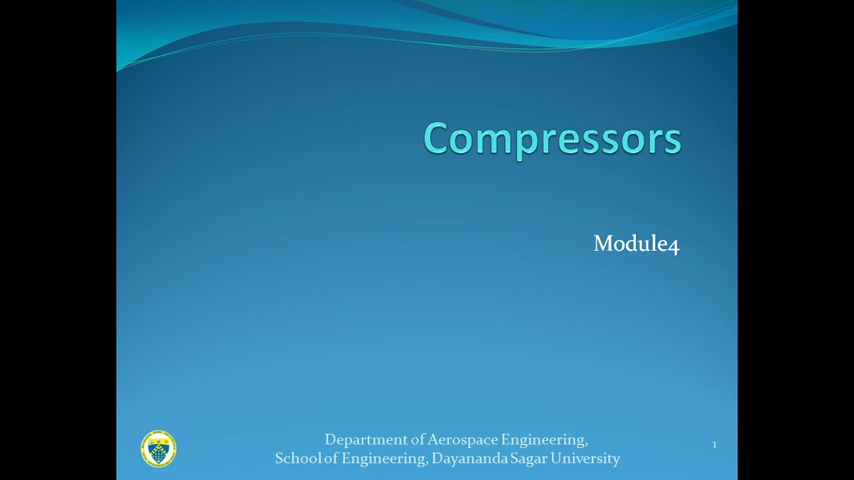 Compressors
Module4
Department of Aerospace Engineering,
School of Engineering, Dayananda Sagar University
1